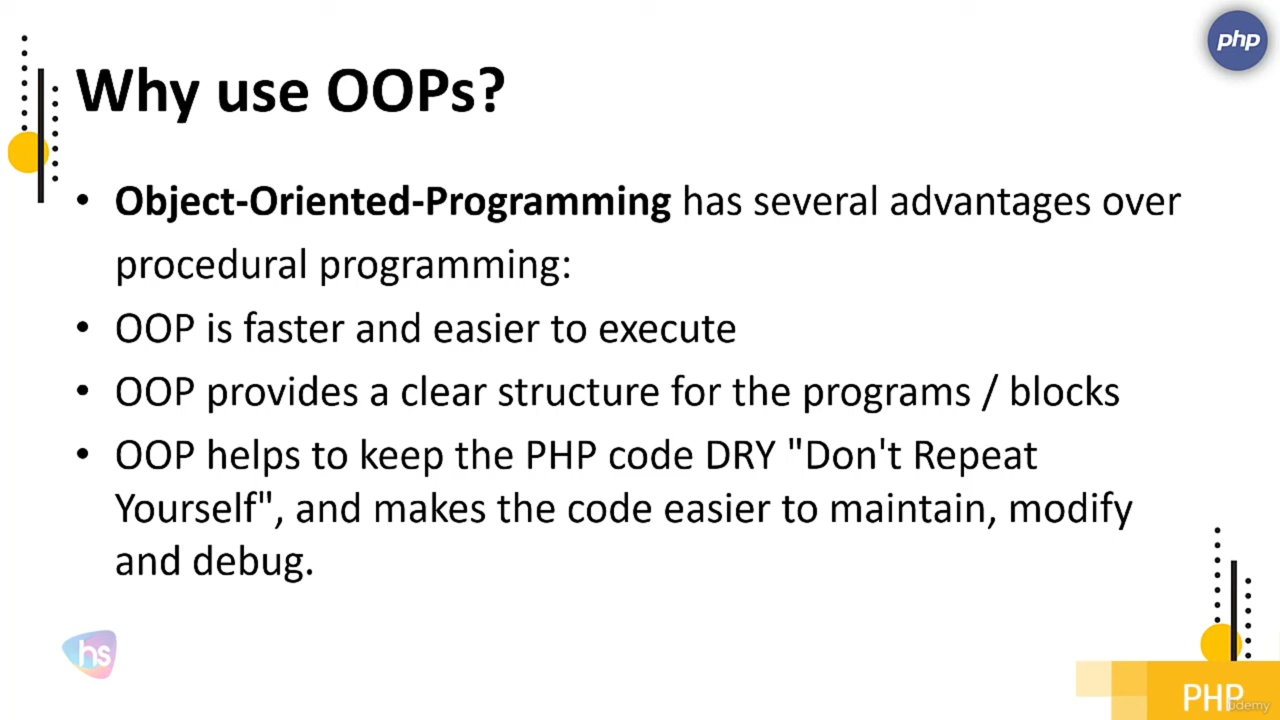 php
Why use OOPs?
• Object-Oriented-Programming has several advantages over
procedural programming:
• OOP is faster and easier to execute
• OOP provides a clear structure for the programs / blocks
• OOP helps to keep the PHP code DRY "Don't Repeat
Yourself", and makes the code easier to maintain, modify
and debug.
hs
PHP
udemy